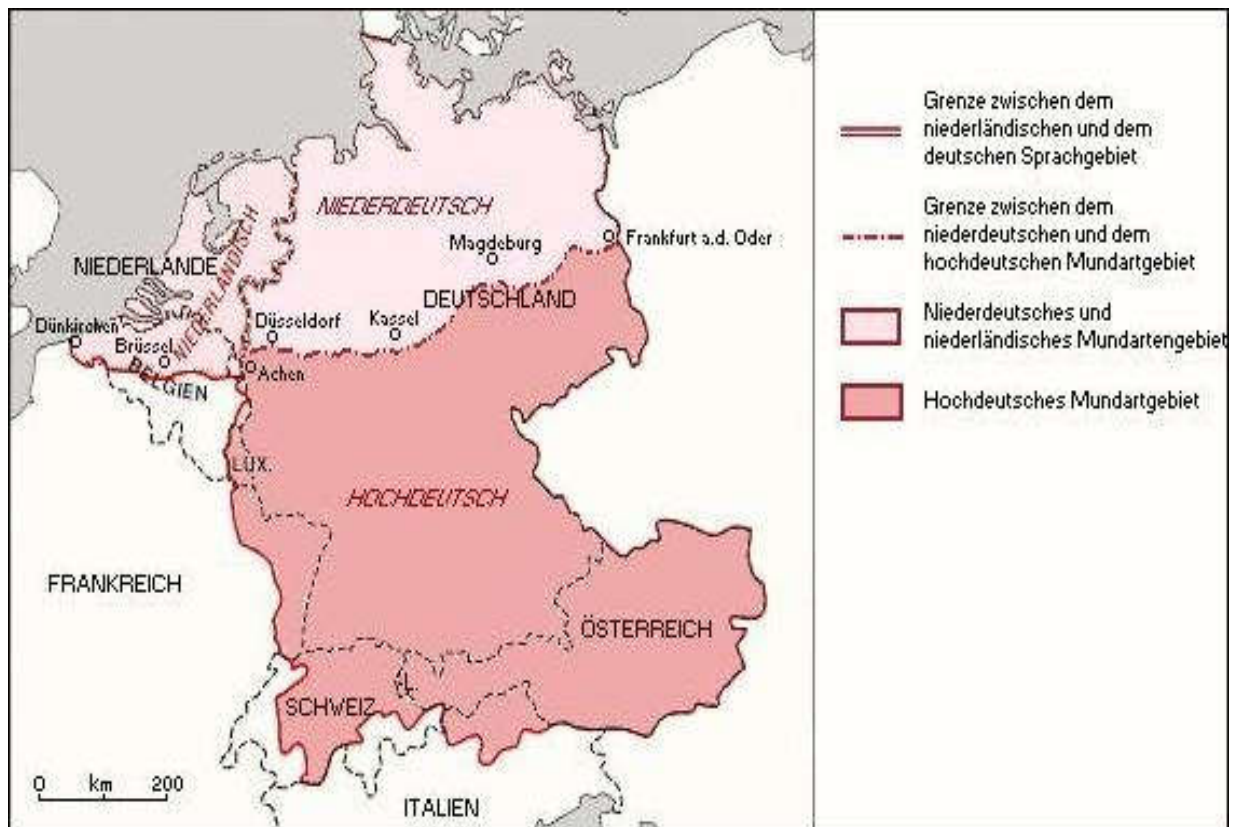 NIEDERDEUTSCH
Magdeburg
Frankfurt a.d. Oder
NIEDERLANDE
NIEDERLANDISCH
DEUTSCHLAND
Dünkirchen
Düsseldorf
Kassel
Brüssel
BELGIEN
Achen
LUX.
HOCHDEUTSCH
FRANKREICH
ÖSTERREICH
L.
SCHWEIZ
0 km 200
ITALIEN
Grenze zwischen dem
niederländischen und dem
deutschen Sprachgebiet
Grenze zwischen dem
niederdeutschen und dem
hochdeutschen Mundartgebiet
Niederdeutsches und
niederländisches Mundartengebiet
Hochdeutsches Mundartgebiet